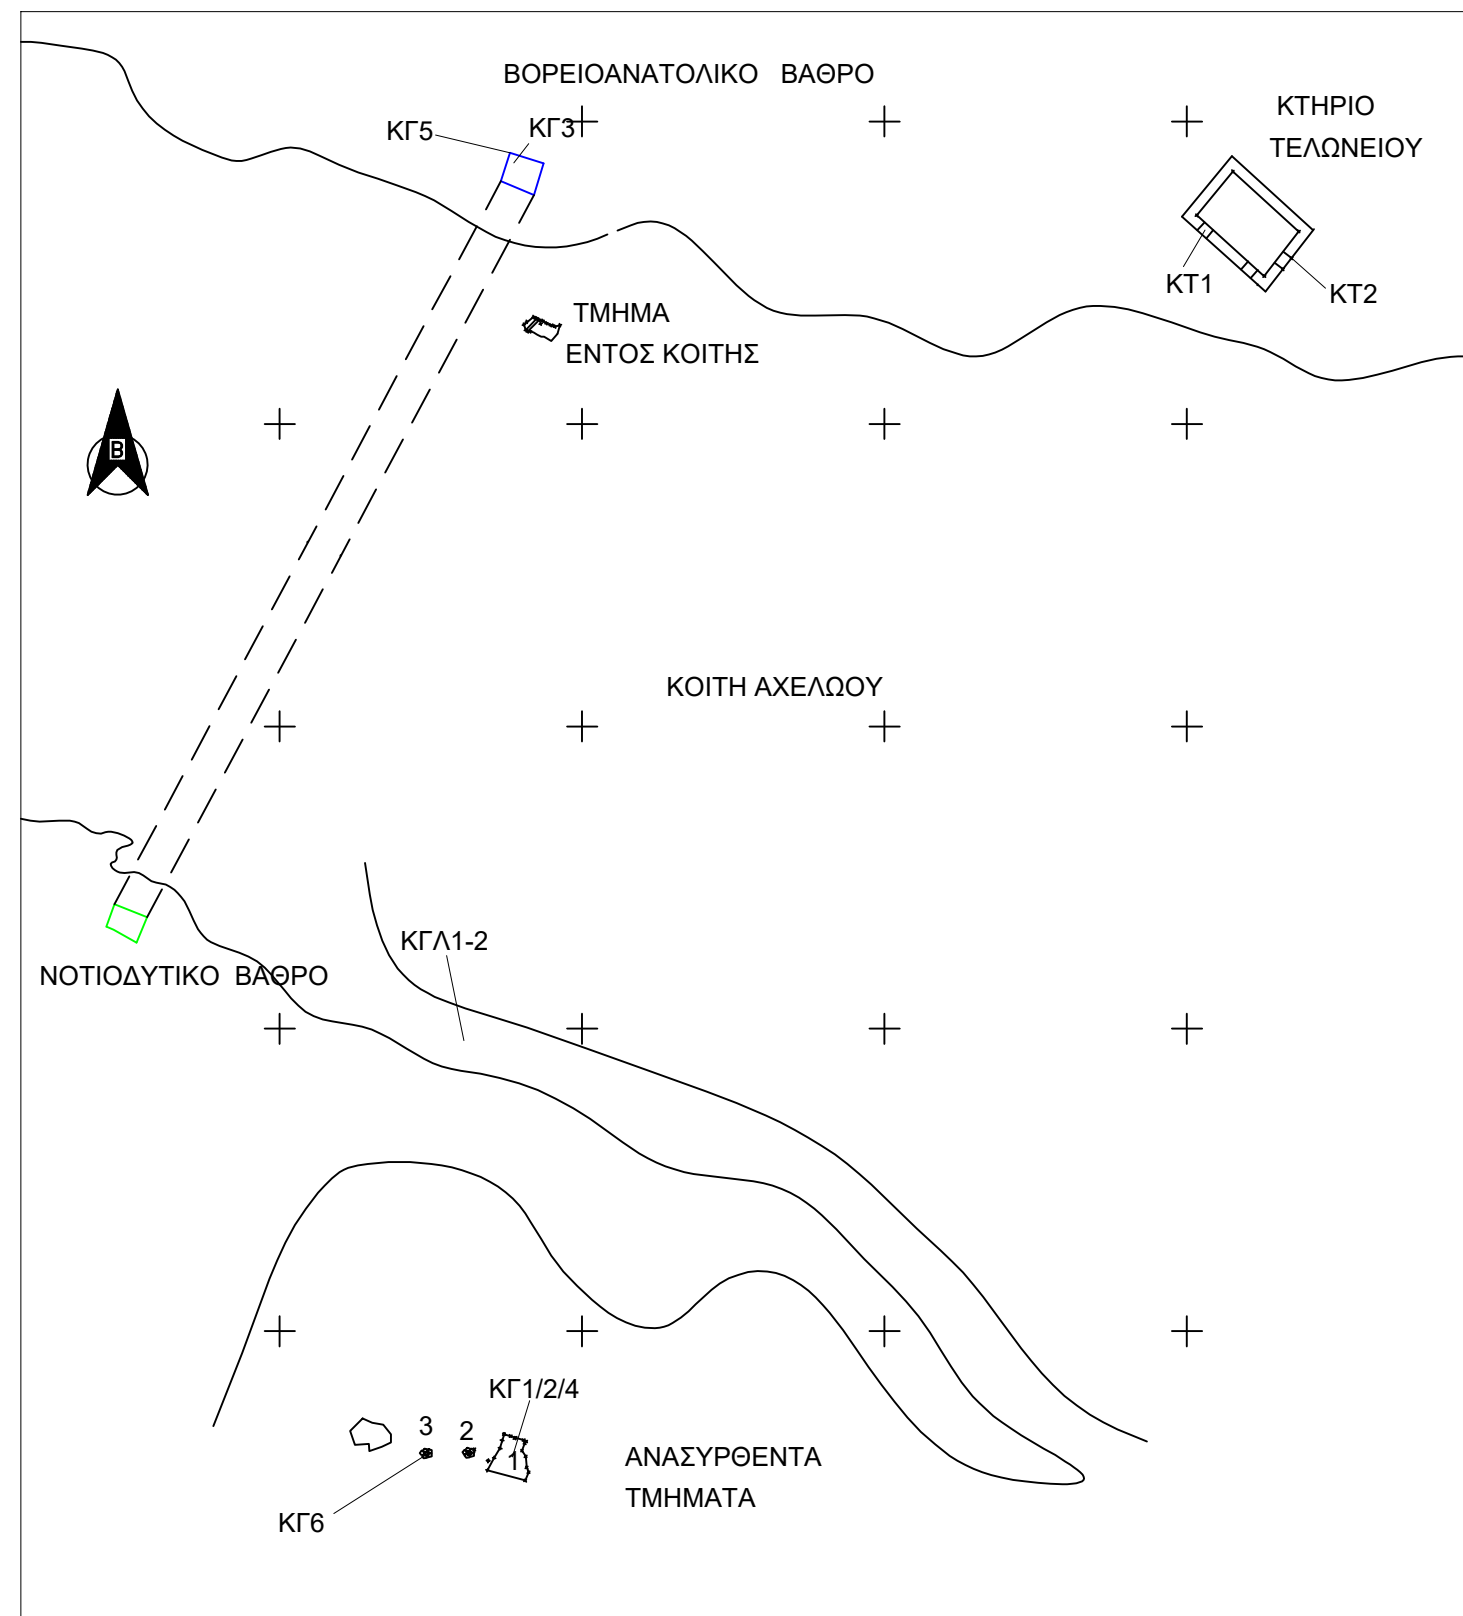 ΒΟΡΕΙΟΑΝΑΤΟΛΙΚΟ ΒΑΘΡΟ
ΚΤΗΡΙΟ
ΤΕΛΩΝΕΙΟΥ
ΚΓ5
ΚΓ3
ΚΤ1
ΚΤ2
ΤΜΗΜΑ
ΕΝΤΟΣ ΚΟΙΤΗΣ
Β
ΚΟΙΤΗ ΑΧΕΛΩΟΥ
ΚΓΛ1-2
ΝΟΤΙΟΔΥΤΙΚΟ ΒΑΘΡΟ
ΚΓ1/2/4
3
2
1
ΑΝΑΣΥΡΘΕΝΤΑ
ΤΜΗΜΑΤΑ
ΚΓ6